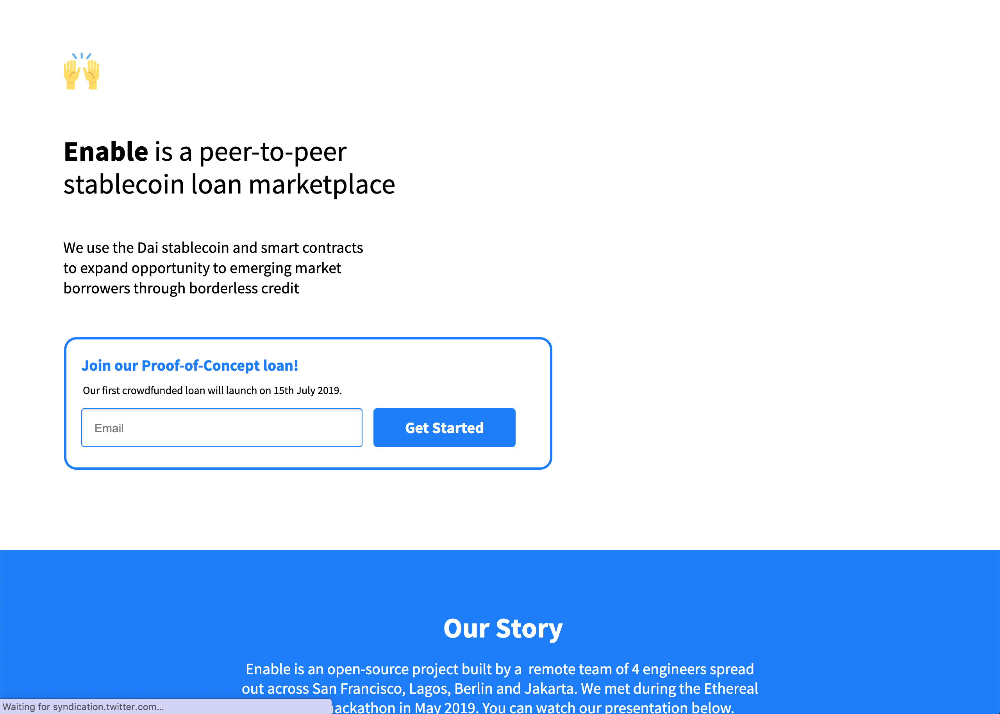 Enable is a peer-to-peer
stablecoin loan marketplace
We use the Dai stablecoin and smart contracts
to expand opportunity to emerging market
borrowers through borderless credit
Join our Proof-of-Concept loan!
Our first crowdfunded loan will launch on 15th July 2019.
Email
Get Started
Our Story
Enable is an open-source project built by a remote team of 4 engineers spread
out across San Francisco, Lagos, Berlin and Jakarta. We met during the Ethereal
in May 2019. You can watch our presentation below.
Waiting for syndication.twitter.com...